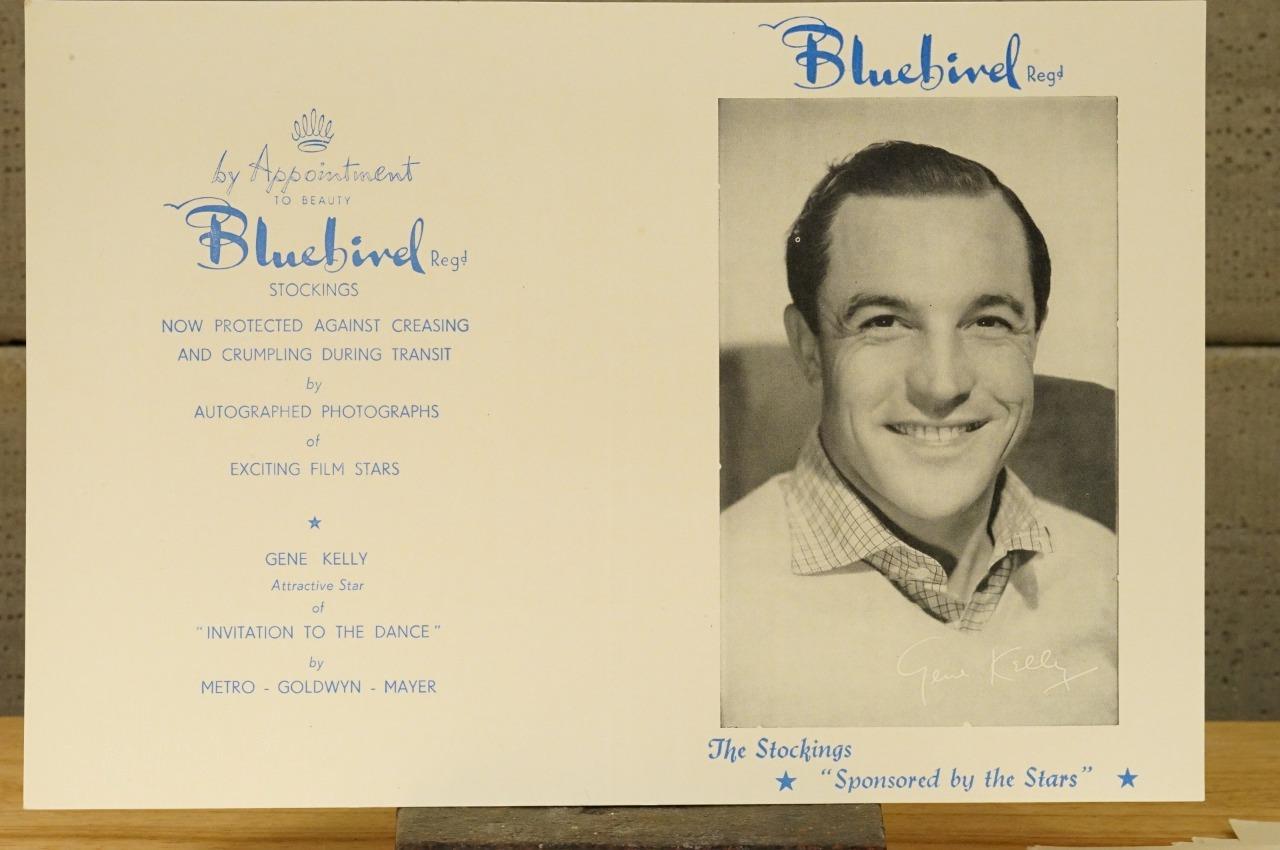 by Appointment
TO BEAUTY
Bluebird Regd
STOCKINGS
NOW PROTECTED AGAINST CREASING
AND CRUMPLING DURING TRANSIT
by
AUTOGRAPHED PHOTOGRAPHS
of
EXCITING FILM STARS
GENE KELLY
Attractive Star
of
"INVITATION TO THE DANCE"
by
METRO - GOLDWYN - MAYER
Bluebird Regd
Gene Kelly
The Stockings
"Sponsored by the Stars"